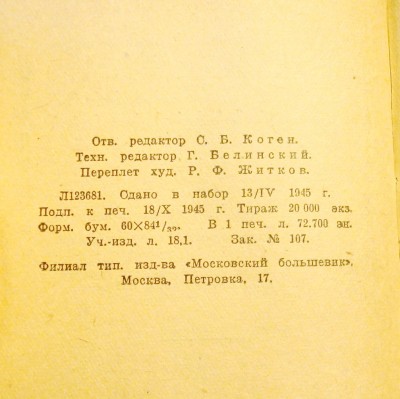 Отв. редактор С. Б. Коген.
Техн. редактор Г. Белинский.
Переплет худ. Р. Ф. Житков.
Л123681. Сдано в набор 13/IV 1945 г.
Подп. к печ. 18/X 1945 г. Тираж 20 000 экз.
Форм. бум. 60×84¹/₃₂. В 1 печ. л. 72.700 зн.
Уч.-изд. л. 18,1. Зак. № 107.
Филиал тип. изд-ва «Московский большевик».
Москва, Петровка, 17.